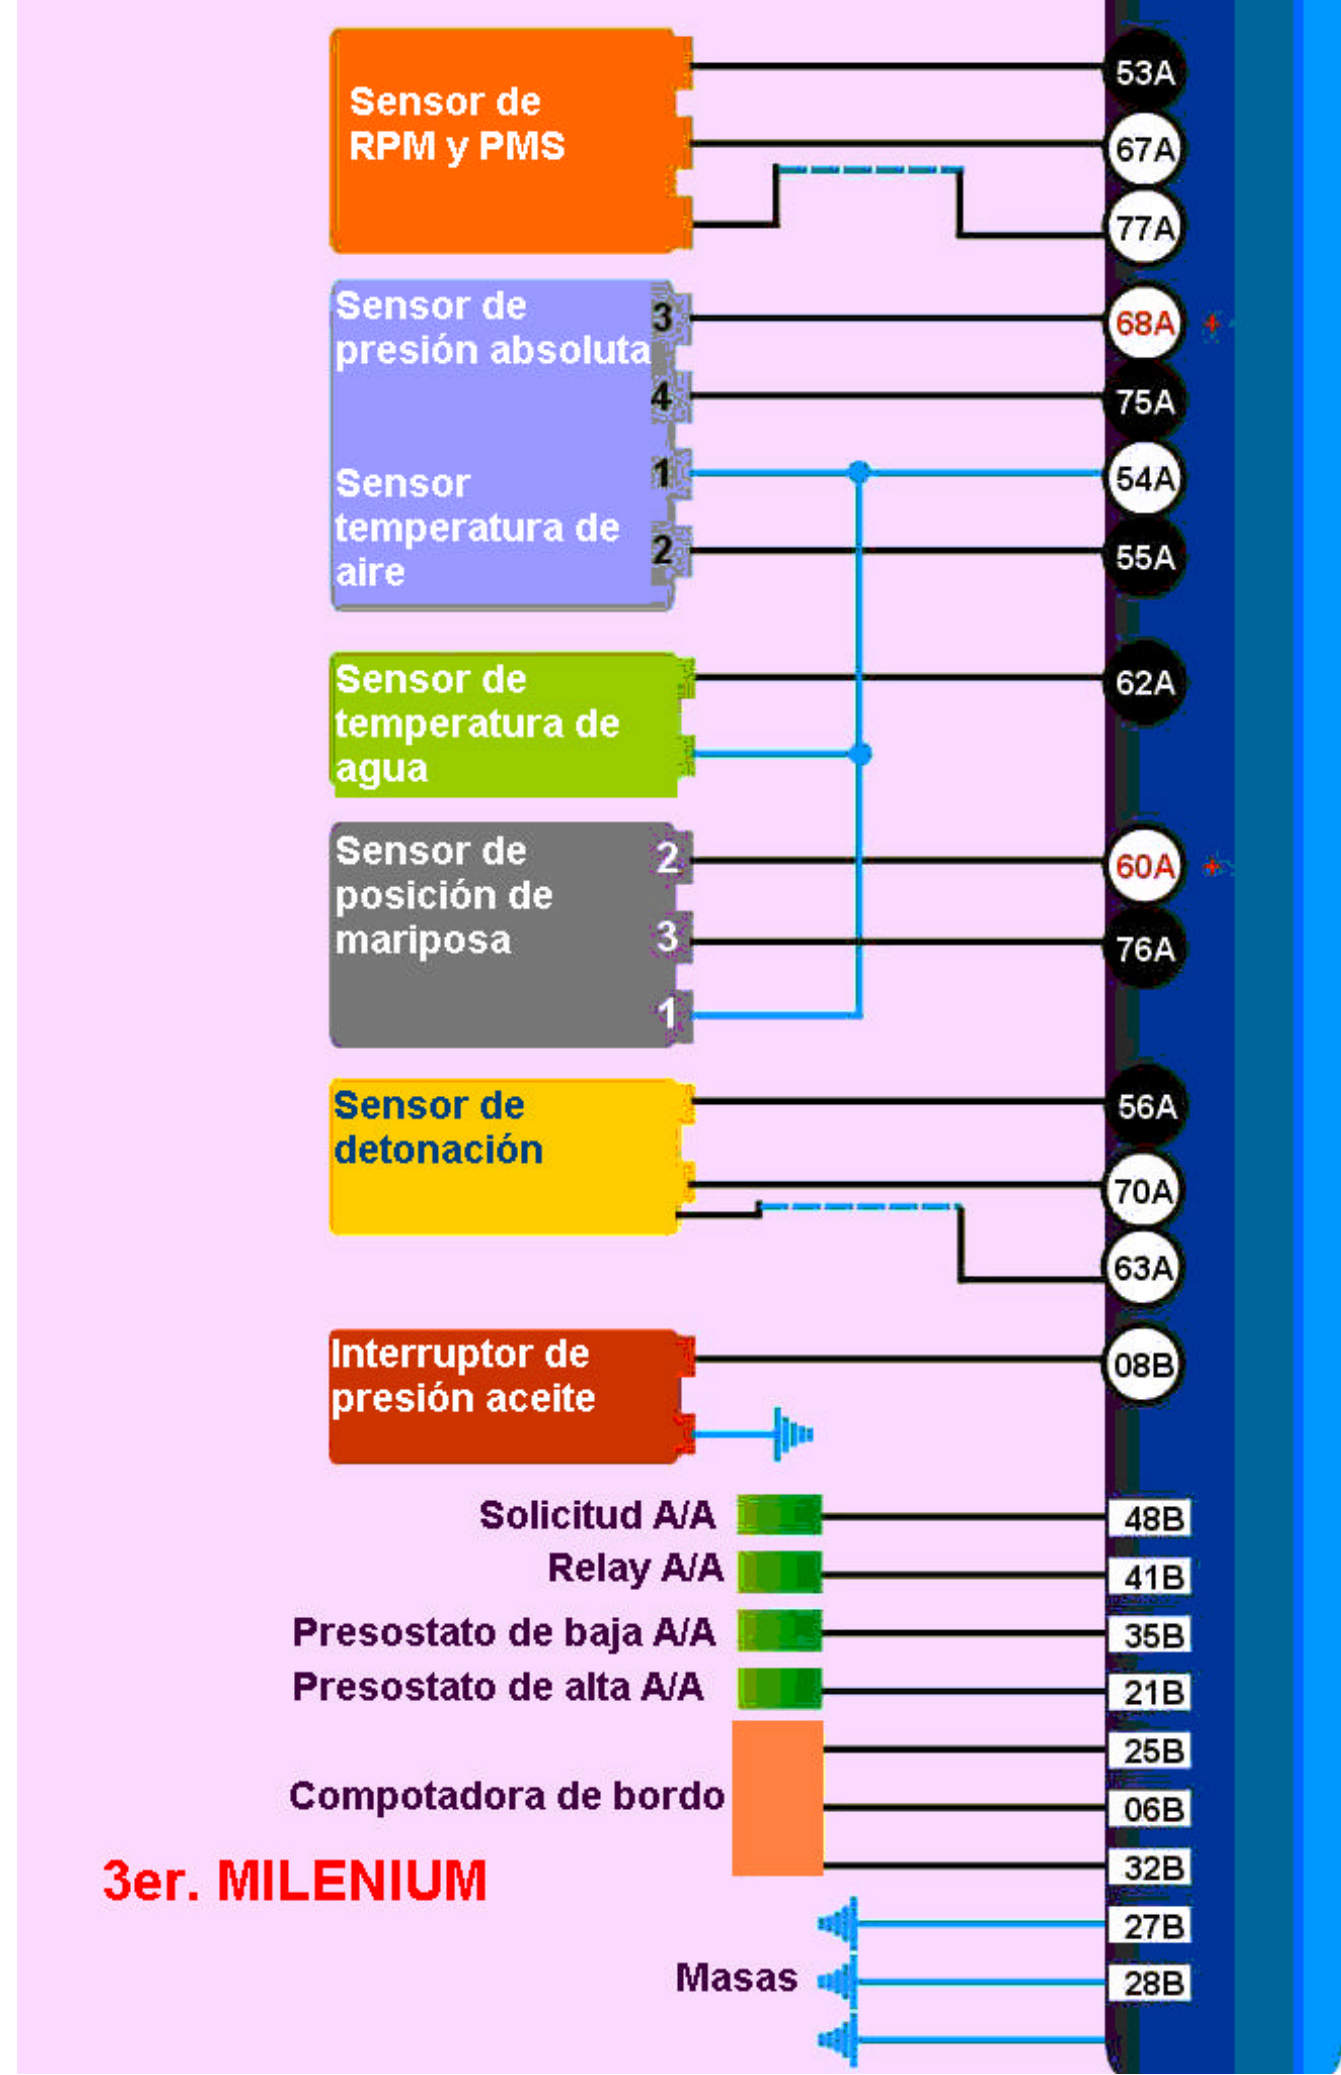 Sensor de
RPM y PMS
53A
67A
77A
Sensor de
presión absoluta
3
68A
4
75A
Sensor
temperatura de
aire
1
54A
2
55A
Sensor de
temperatura de
agua
62A
Sensor de
posición de
mariposa
2
60A
3
76A
1
Sensor de
detonación
56A
70A
63A
Interruptor de
presión aceite
08B
Solicitud A/A
48B
Relay A/A
41B
Presostato de baja A/A
35B
Presostato de alta A/A
21B
Compotadora de bordo
25B
06B
32B
3er. MILENIUM
27B
Masas
28B